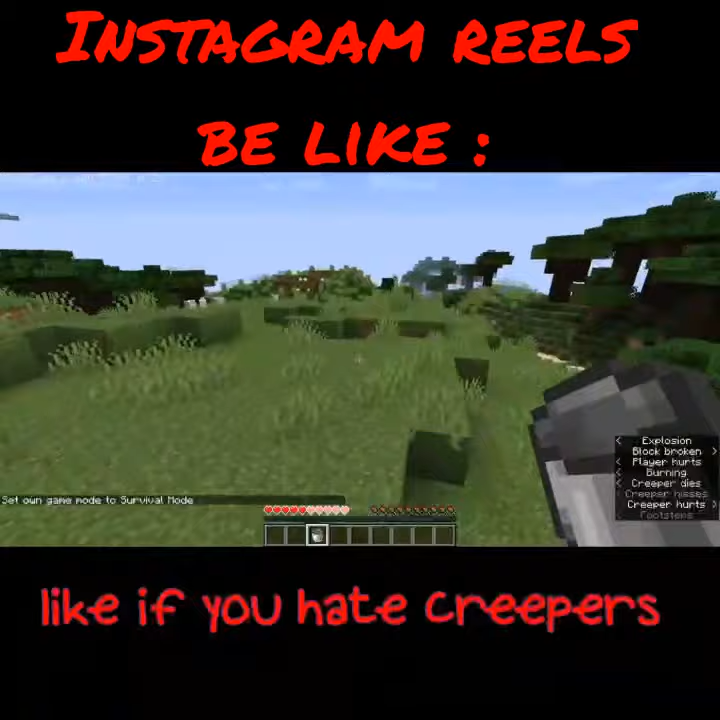 INSTAGRAM REELS
BE LIKE :
Set own game mode to Survival Mode
< Explosion
Block broken >
< Player hurts
< Burning
< Creeper dies
< Creeper hisses
Creeper hurts >
Footsteps
like if you hate creepers